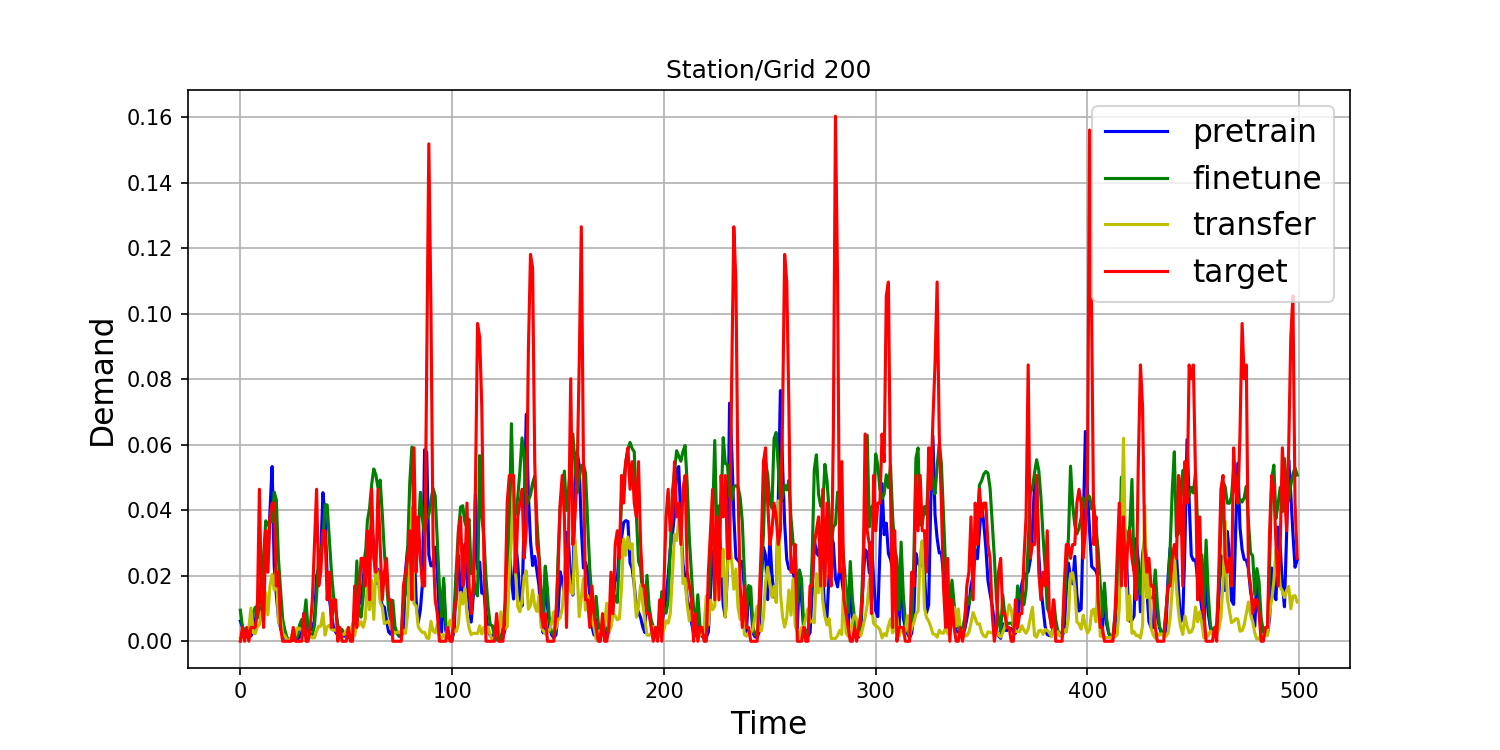 Station/Grid 200
0.16
0.14
0.12
0.10
0.08
0.06
0.04
0.02
0.00
Demand
pretrain
finetune
transfer
target
0 100 200 300 400 500
Time